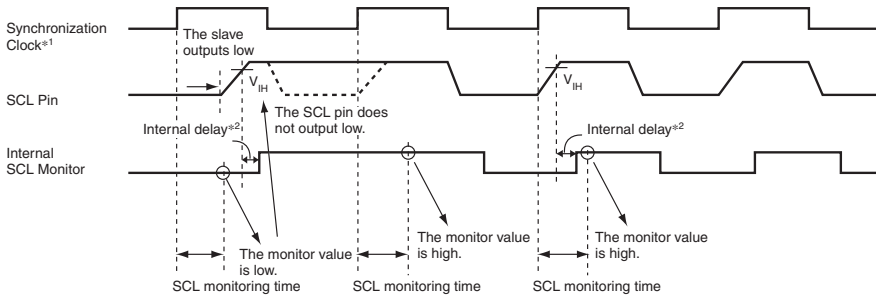 Synchronization
Clock*1
The slave
outputs low
SCL Pin
VIH
The SCL pin does
not output low.
VIH
Internal delay*2
Internal delay*2
Internal
SCL Monitor
The monitor value
is low.
The monitor value
is high.
The monitor value
is high.
SCL monitoring time
SCL monitoring time
SCL monitoring time